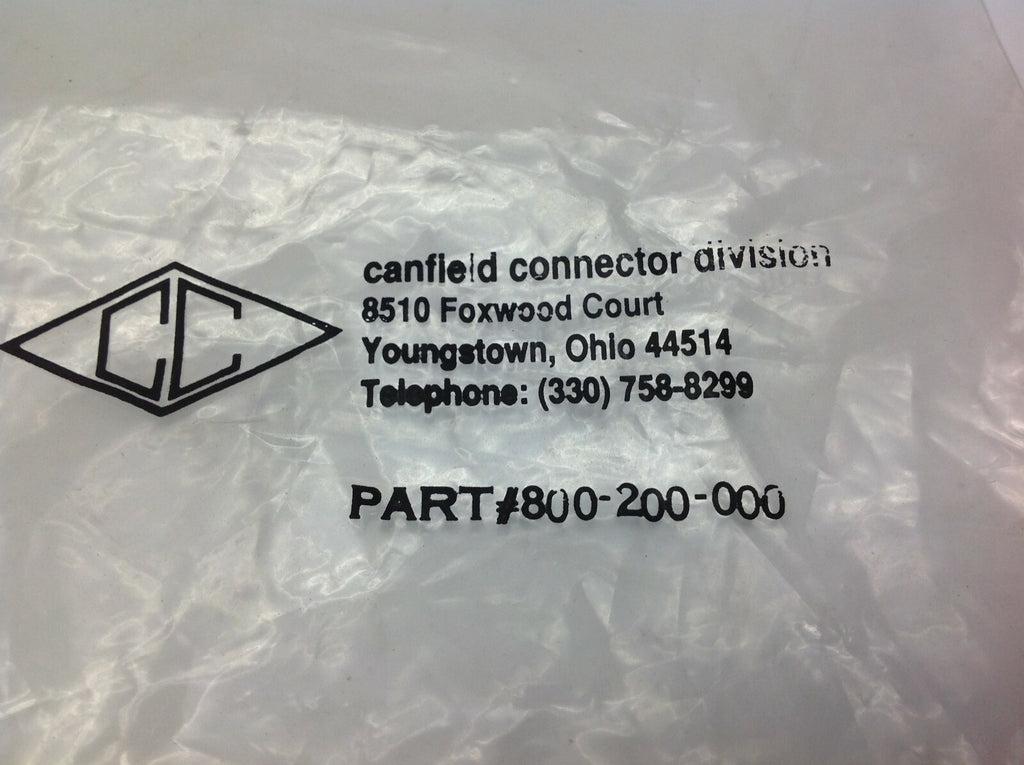 CC
canfield connector division
8510 Foxwood Court
Youngstown, Ohio 44514
Telephone: (330) 758-8299
PART#800-200-000